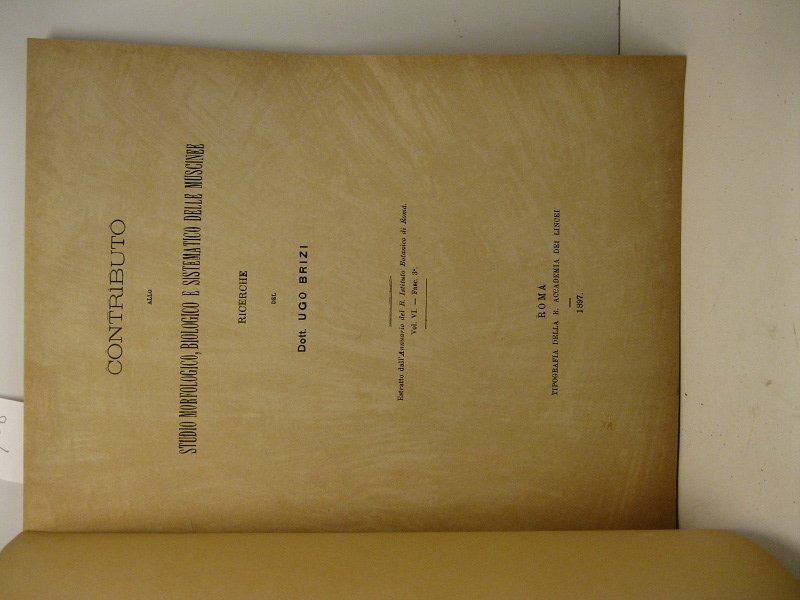 CONTRIBUTO
ALLO
STUDIO MORFOLOGICO, BIOLOGICO E SISTEMATICO DELLE MUSCINEE
RICERCHE
DEL
Dott. UGO BRIZI
Estratto dall'Annuario del R. Istituto Botanico di Roma.
Vol. VI. — Fasc. 3º.
ROMA
TIPOGRAFIA DELLA R. ACCADEMIA DEI LINCEI
1897.